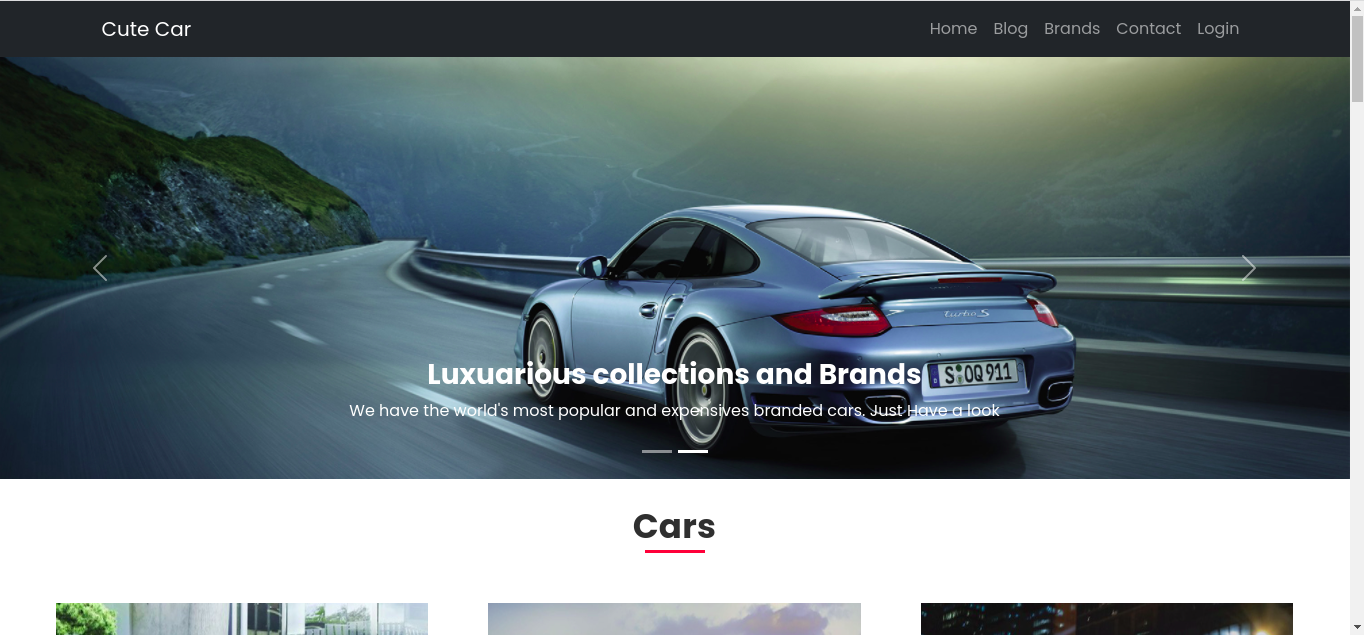 Cute Car
Home Blog Brands Contact Login
turbo S
Luxuarious collections and Brands
S OQ 911
We have the world's most popular and expensives branded cars. Just Have a look
Cars